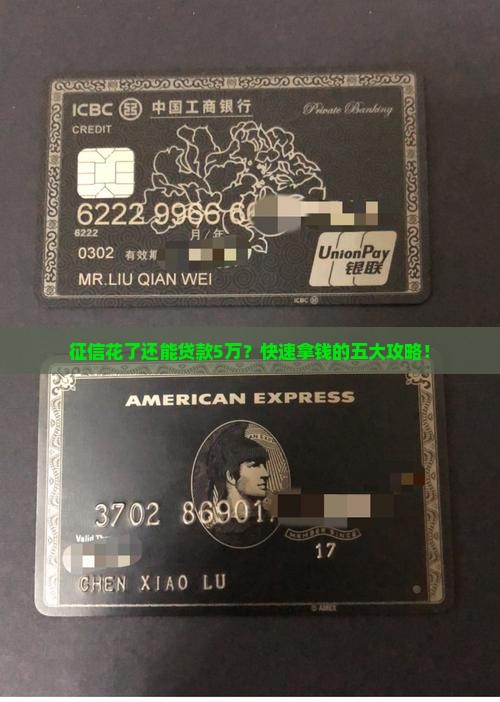 ICBC 中国工商银行
Private Banking
CREDIT
6222 9966 6
6222
月/年
0302 有效期
MR.LIU QIAN WEI
UnionPay
银联
ICBC
征信花了还能贷款5万？快速拿钱的五大攻略！
AMERICAN EXPRESS
3702 86901
Valid Th
MEMBER SINCE
17
CHEN XIAO LU
© AMEX